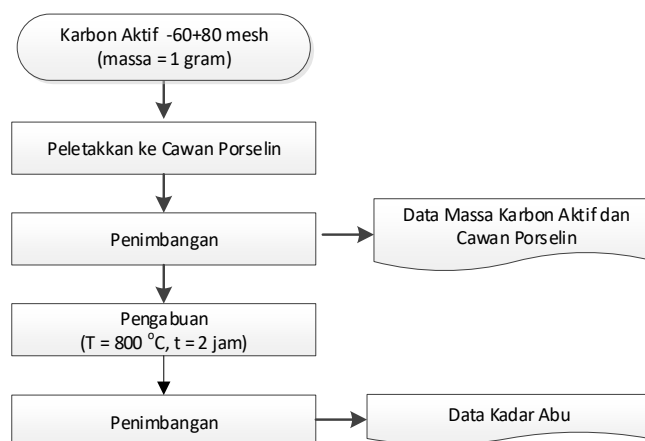 Karbon Aktif -60+80 mesh
(massa = 1 gram)
Peletakkan ke Cawan Porselin
Penimbangan
Data Massa Karbon Aktif dan
Cawan Porselin
Pengabuan
(T = 800 °C, t = 2 jam)
Penimbangan
Data Kadar Abu